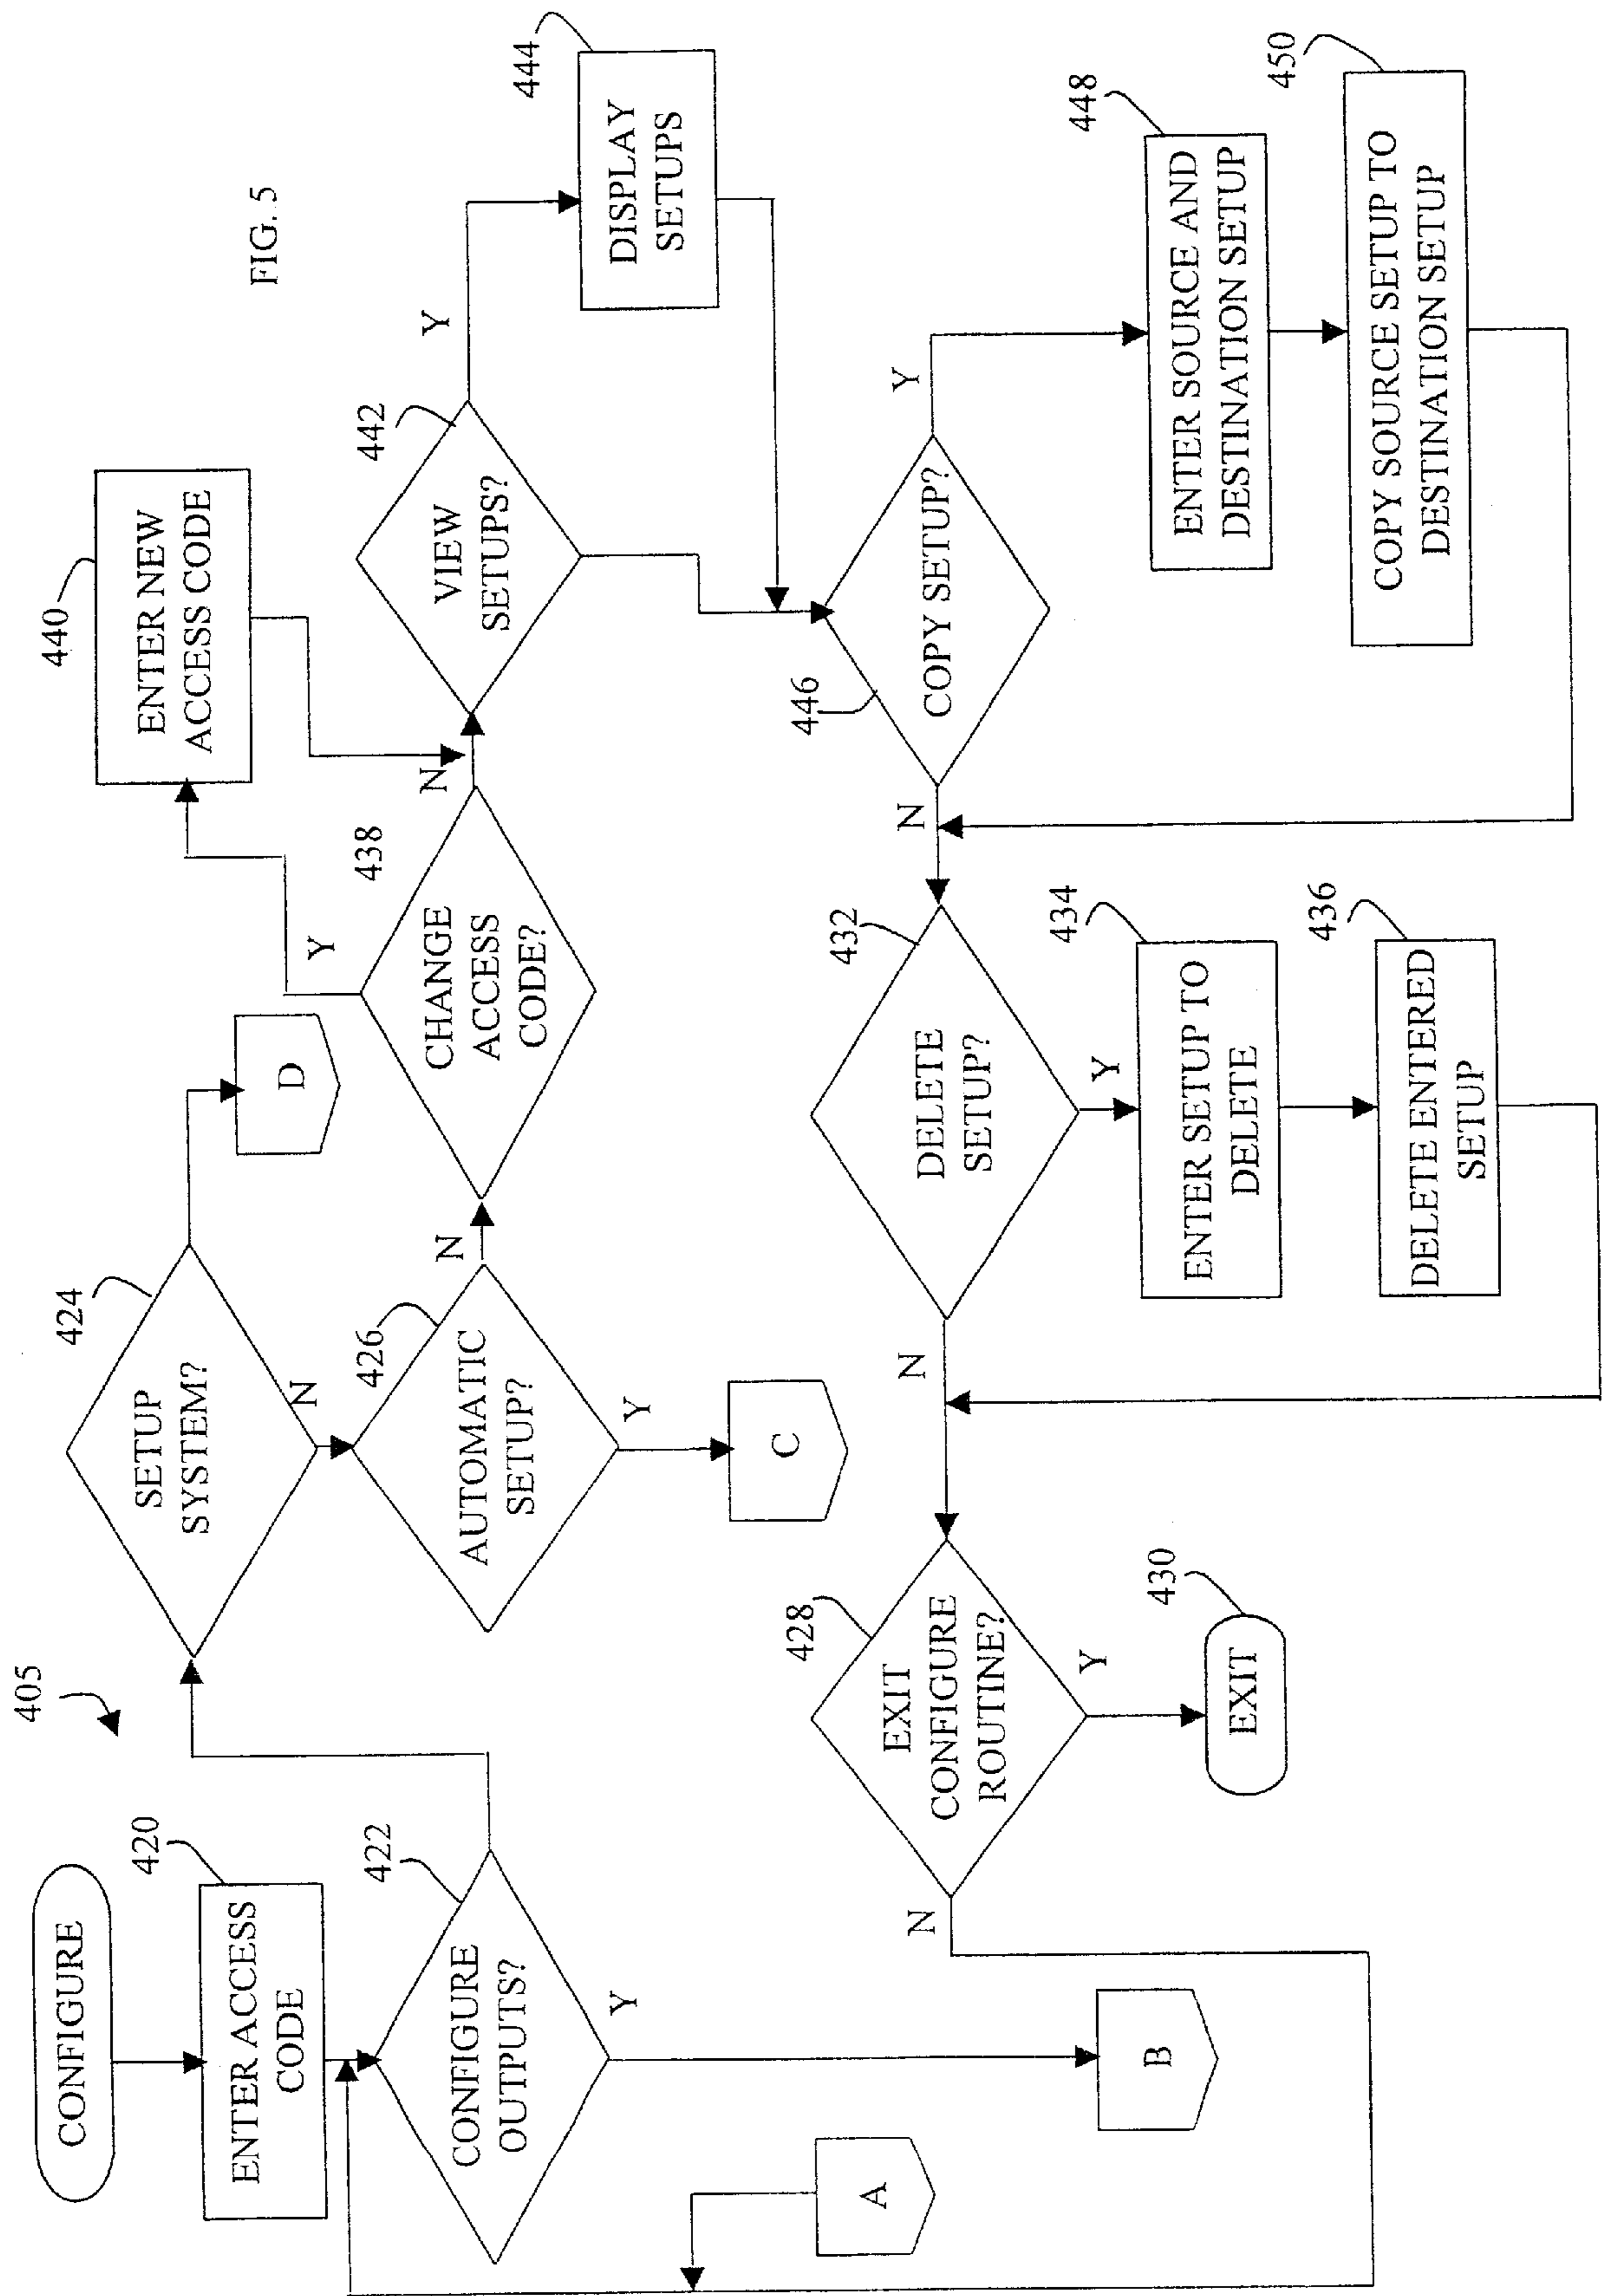 FIG. 5
405
CONFIGURE
420
ENTER ACCESS
CODE
422
CONFIGURE
OUTPUTS?
Y
B
A
424
SETUP
SYSTEM?
N
D
426
AUTOMATIC
SETUP?
N
Y
C
438
CHANGE
ACCESS
CODE?
Y
N
440
ENTER NEW
ACCESS CODE
442
VIEW
SETUPS?
Y
444
DISPLAY
SETUPS
446
COPY SETUP?
Y
N
448
ENTER SOURCE AND
DESTINATION SETUP
450
COPY SOURCE SETUP TO
DESTINATION SETUP
432
DELETE
SETUP?
N
Y
434
ENTER SETUP TO
DELETE
436
DELETE ENTERED
SETUP
428
EXIT
CONFIGURE
ROUTINE?
N
Y
430
EXIT